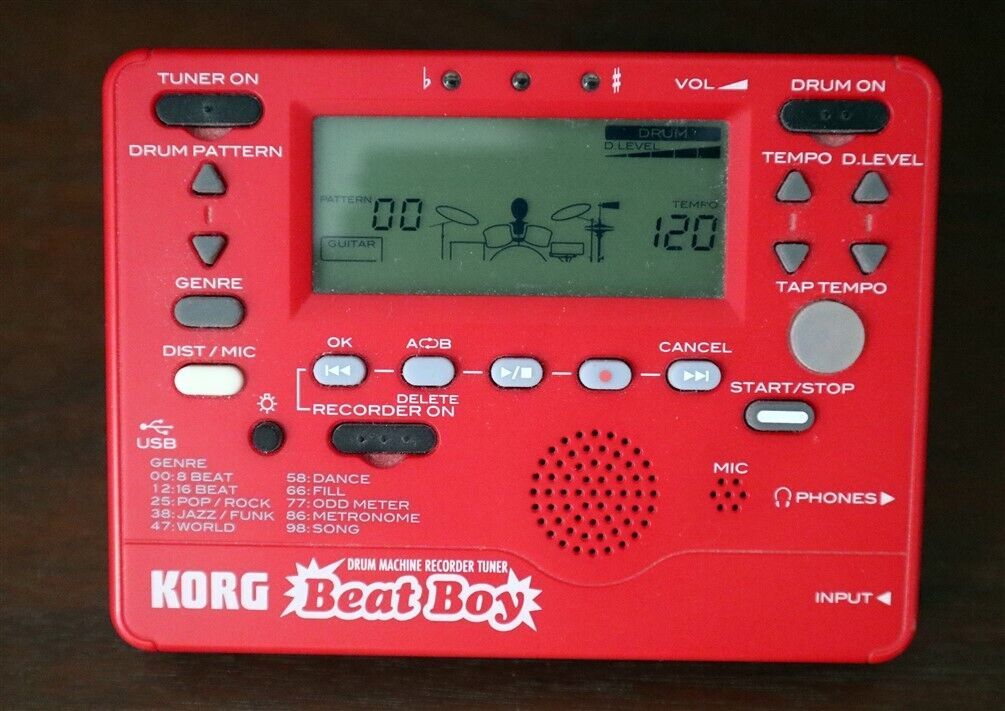 TUNER ON
♭
♯
VOL
DRUM ON
DRUM PATTERN
DRUM
D.LEVEL
TEMPO D.LEVEL
PATTERN
00
TEMPO
120
GUITAR
GENRE
TAP TEMPO
DIST / MIC
OK
A⟳B
CANCEL
DELETE
START/STOP
RECORDER ON
USB
GENRE
00: 8 BEAT
12: 16 BEAT
25: POP / ROCK
38: JAZZ / FUNK
47: WORLD
58: DANCE
66: FILL
77: ODD METER
86: METRONOME
98: SONG
MIC
PHONES
DRUM MACHINE RECORDER TUNER
KORG Beat Boy
INPUT